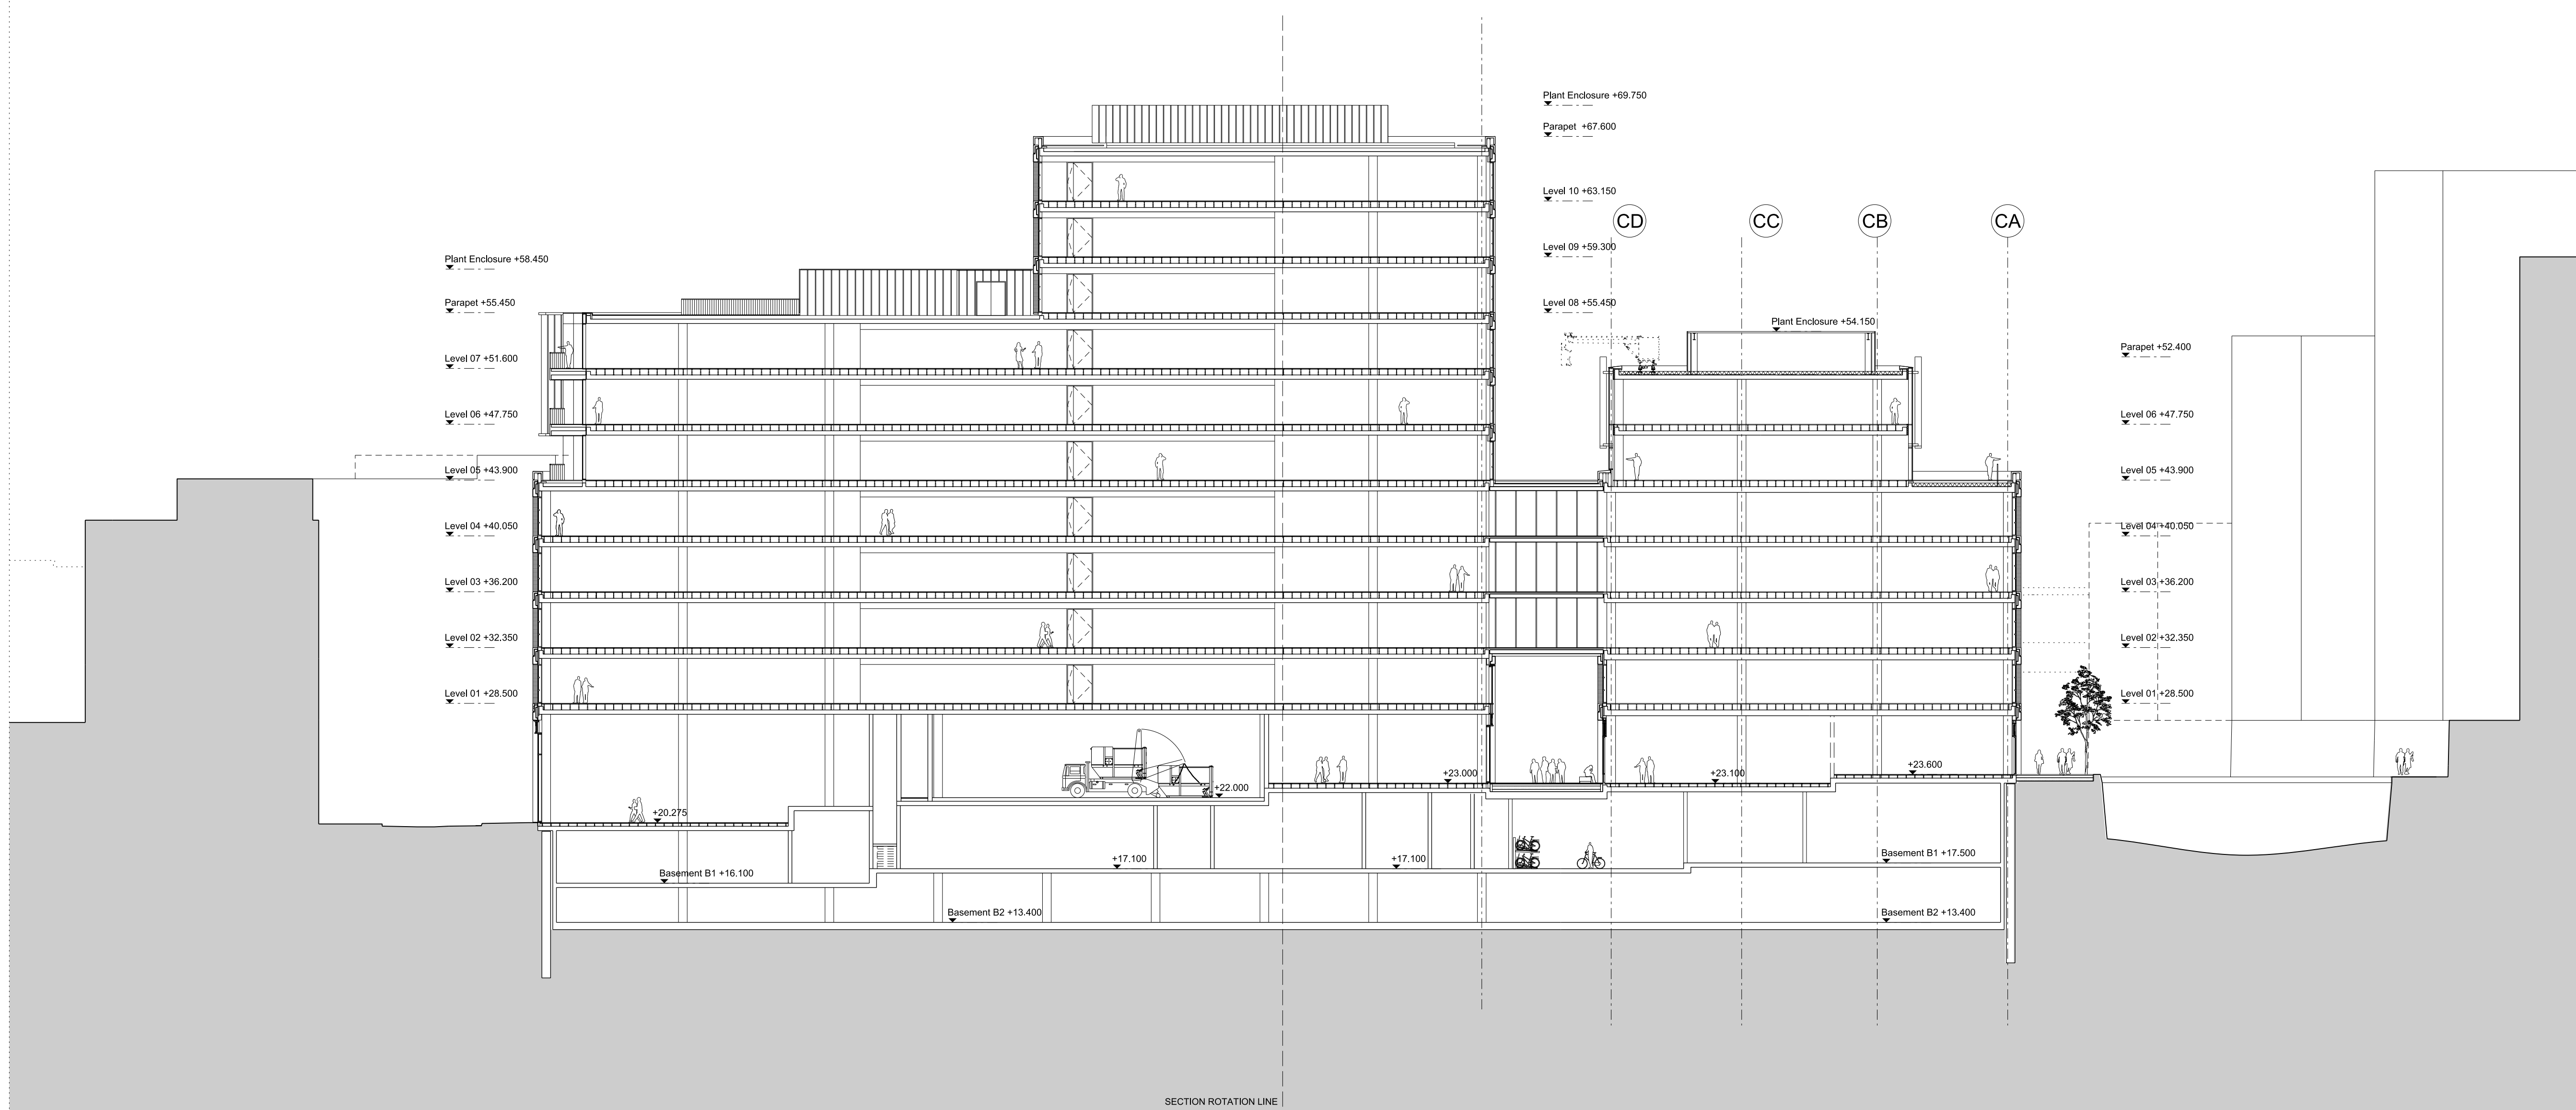 Plant Enclosure +69.750
Parapet +67.600
Level 10 +63.150
CD
CC
CB
CA
Level 09 +59.300
Plant Enclosure +58.450
Parapet +55.450
Level 08 +55.450
Plant Enclosure +54.150
Parapet +52.400
Level 07 +51.600
Level 06 +47.750
Level 06 +47.750
Level 05 +43.900
Level 05 +43.900
Level 04 +40.050
Level 04 +40.050
Level 03 +36.200
Level 03 +36.200
Level 02 +32.350
Level 02 +32.350
Level 01 +28.500
Level 01 +28.500
+23.600
+23.000
+23.100
+22.000
+20.275
Basement B1 +17.500
+17.100
+17.100
Basement B1 +16.100
Basement B2 +13.400
Basement B2 +13.400
SECTION ROTATION LINE